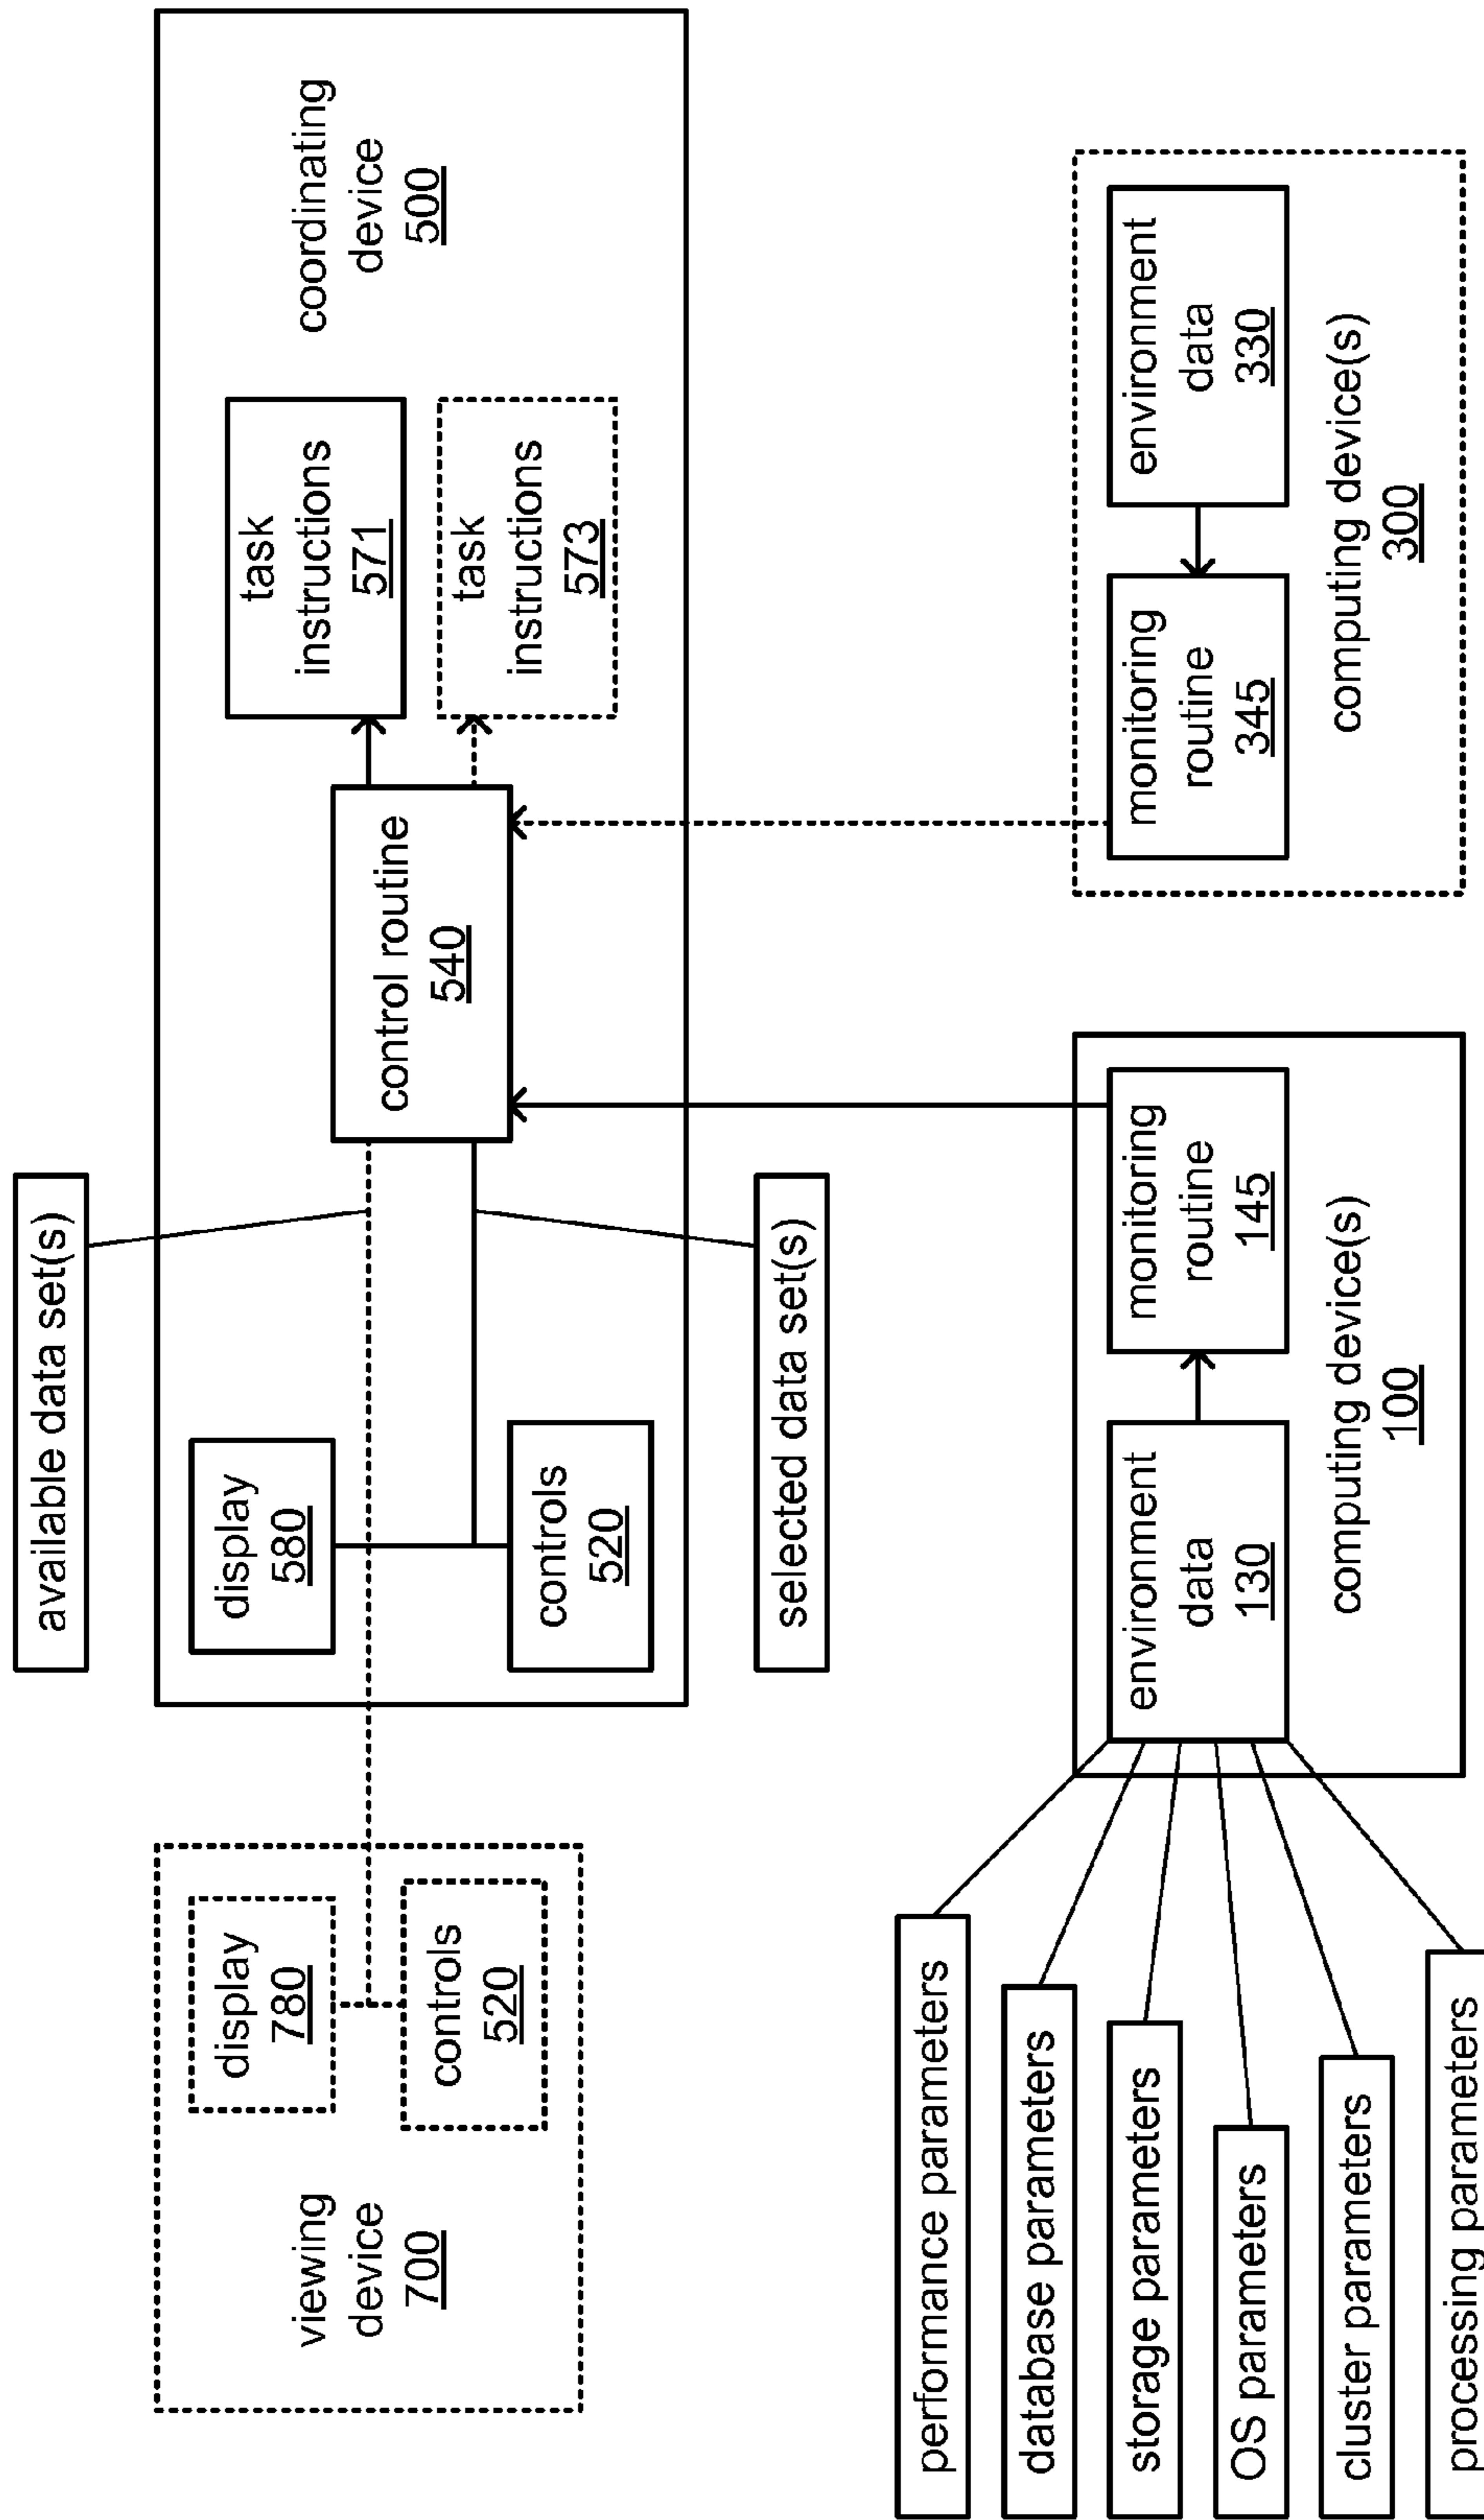 available data set(s)
viewing
device
700
display
780
controls
520
display
580
controls
520
control routine
540
task
instructions
571
task
instructions
573
coordinating
device
500
selected data set(s)
performance parameters
database parameters
storage parameters
OS parameters
cluster parameters
processing parameters
environment
data
130
monitoring
routine
145
computing device(s)
100
monitoring
routine
345
environment
data
330
computing device(s)
300